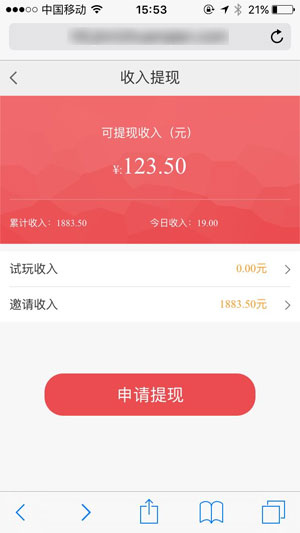 中国移动 15:53 21%
收入提现
可提现收入（元）
¥:123.50
累计收入：1883.50 今日收入：19.00
试玩收入 0.00元
邀请收入 1883.50元
申请提现